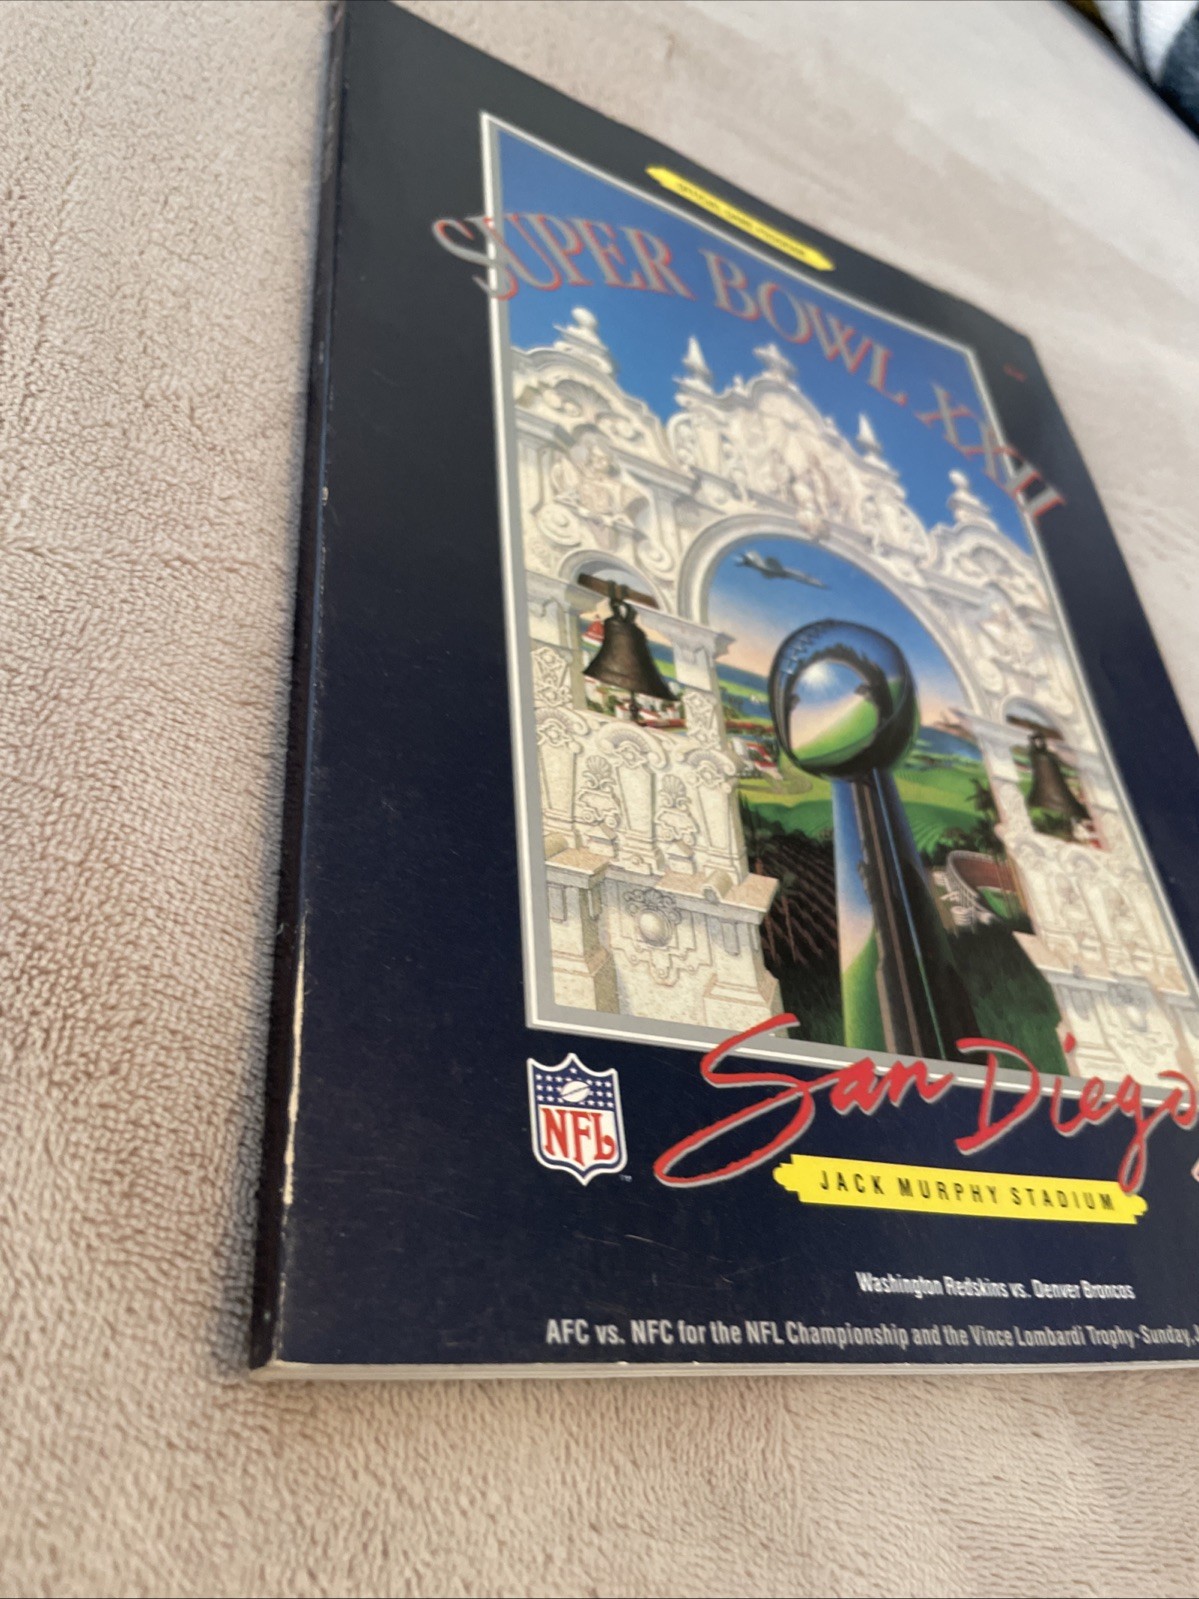 SUPER BOWL XXII
NFL
San Diego
JACK MURPHY STADIUM
Washington Redskins vs. Denver Broncos
AFC vs. NFC for the NFL Championship and the Vince Lombardi Trophy-Sunday,